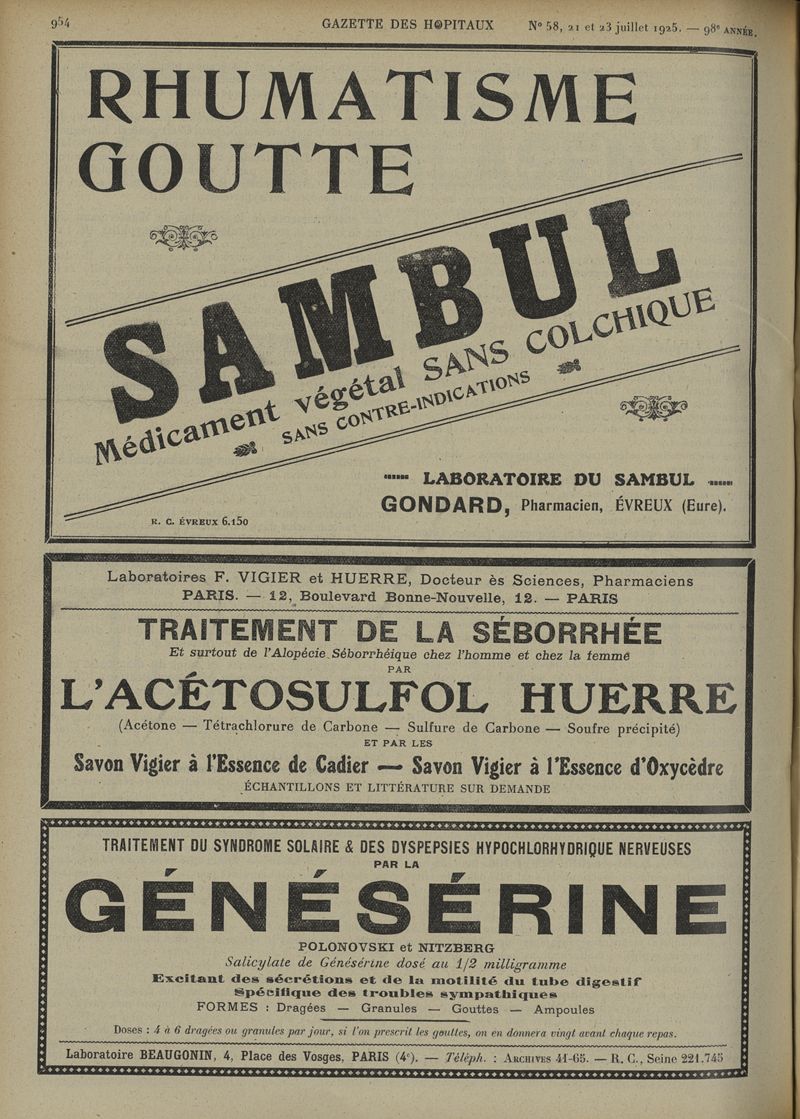 954 GAZETTE DES HOPITAUX N° 58, 21 et 23 juillet 1925. — 98e ANNÉE.
RHUMATISME
GOUTTE
SAMBUL
Médicament végétal SANS COLCHIQUE
SANS CONTRE-INDICATIONS
LABORATOIRE DU SAMBUL
GONDARD, Pharmacien, ÉVREUX (Eure).
R. C. ÉVREUX 6.150
Laboratoires F. VIGIER et HUERRE, Docteur ès Sciences, Pharmaciens
PARIS. — 12, Boulevard Bonne-Nouvelle, 12. — PARIS
TRAITEMENT DE LA SÉBORRHÉE
Et surtout de l'Alopécie Séborrhéique chez l'homme et chez la femme
PAR
L'ACÉTOSULFOL HUERRE
(Acétone — Tétrachlorure de Carbone — Sulfure de Carbone — Soufre précipité)
ET PAR LES
Savon Vigier à l'Essence de Cadier — Savon Vigier à l'Essence d'Oxycèdre
ÉCHANTILLONS ET LITTÉRATURE SUR DEMANDE
TRAITEMENT DU SYNDROME SOLAIRE & DES DYSPEPSIES HYPOCHLORHYDRIQUE NERVEUSES
PAR LA
GÉNÉSÉRINE
POLONOVSKI et NITZBERG
Salicylate de Génésérine dosé au 1/2 milligramme
Excitant des sécrétions et de la motilité du tube digestif
Spécifique des troubles sympathiques
FORMES : Dragées — Granules — Gouttes — Ampoules
Doses : 4 à 6 dragées ou granules par jour, si l'on prescrit les gouttes, on en donnera vingt avant chaque repas.
Laboratoire BEAUGONIN, 4, Place des Vosges, PARIS (4e). — Téléph. : ARCHIVES 41-65. — R. C., Seine 221.745